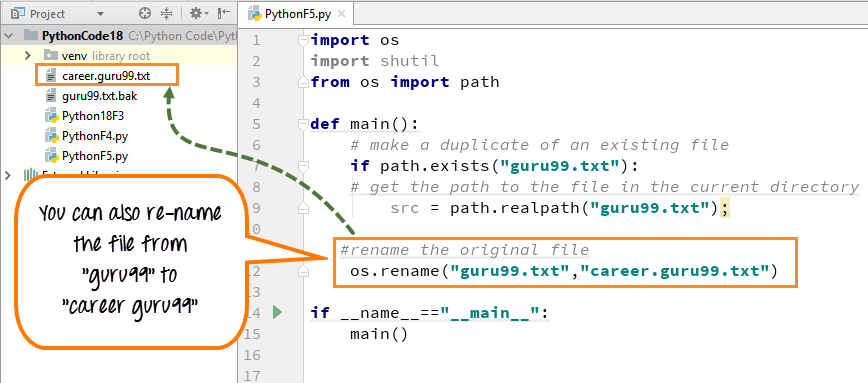 Project
PythonCode18 C:\Python Code\Pyth
venv library root
career.guru99.txt
guru99.txt.bak
Python18F3
PythonF4.py
PythonF5.py
You can also re-name
the file from
"guru99" to
"career guru99"
PythonF5.py
1 import os
2 import shutil
3 from os import path
4
5 def main():
6 # make a duplicate of an existing file
7 if path.exists("guru99.txt"):
8 # get the path to the file in the current directory
9 src = path.realpath("guru99.txt");
10
#rename the original file
12 os.rename("guru99.txt","career.guru99.txt")
13
14 if __name__=="__main__":
15 main()
16
17